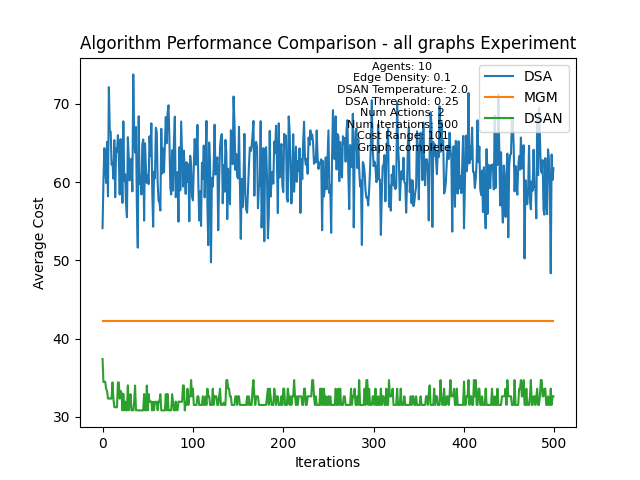 Algorithm Performance Comparison - all graphs Experiment
Agents: 10
Edge Density: 0.1
DSAN Temperature: 2.0
DSA Threshold: 0.25
Num Actions: 2
Num Iterations: 500
Cost Range: 101
Graph: complete
DSA
MGM
DSAN
70
60
50
40
30
Average Cost
0
100
200
300
400
500
Iterations